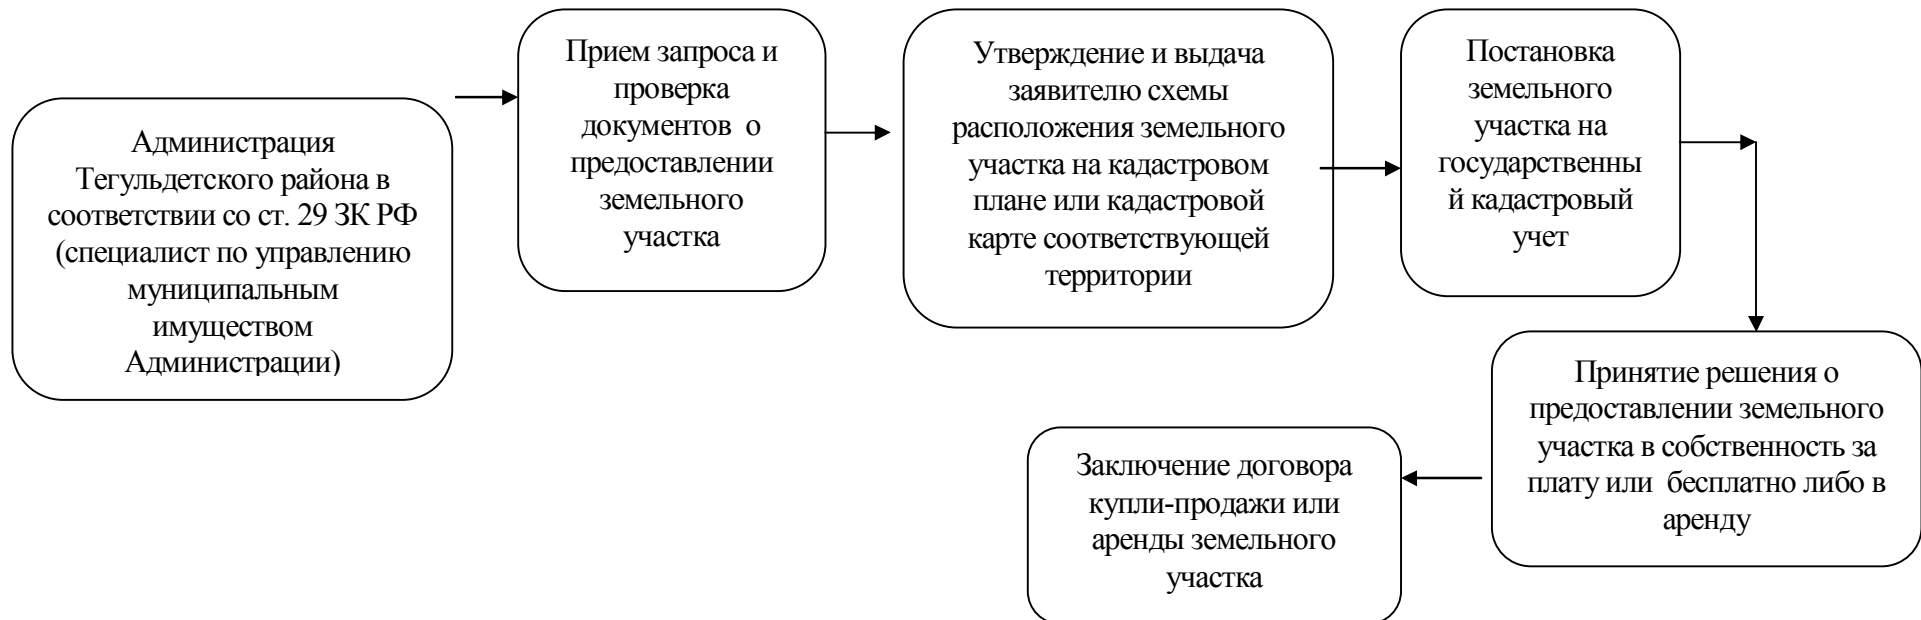 Администрация
Тегульдетского района в
соответствии со ст. 29 ЗК РФ
(специалист по управлению
муниципальным
имуществом
Администрации)
Прием запроса и
проверка
документов о
предоставлении
земельного
участка
Утверждение и выдача
заявителю схемы
расположения земельного
участка на кадастровом
плане или кадастровой
карте соответствующей
территории
Постановка
земельного
участка на
государственны
й кадастровый
учет
Принятие решения о
предоставлении земельного
участка в собственность за
плату или бесплатно либо в
аренду
Заключение договора
купли-продажи или
аренды земельного
участка